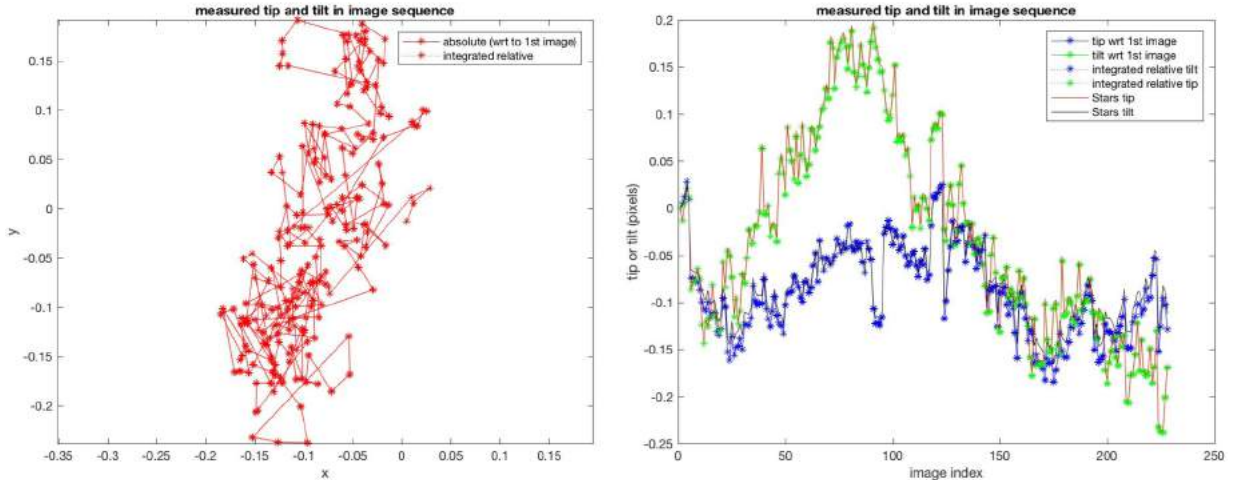 measured tip and tilt in image sequence
absolute (wrt to 1st image)
integrated relative
0.15
0.1
0.05
0
-0.05
-0.1
-0.15
-0.2
y
-0.35 -0.3 -0.25 -0.2 -0.15 -0.1 -0.05 0 0.05 0.1 0.15
x
measured tip and tilt in image sequence
tip wrt 1st image
tilt wrt 1st image
integrated relative tilt
integrated relative tip
Stars tip
Stars tilt
0.2
0.15
0.1
0.05
0
-0.05
-0.1
-0.15
-0.2
-0.25
tip or tilt (pixels)
0 50 100 150 200 250
image index